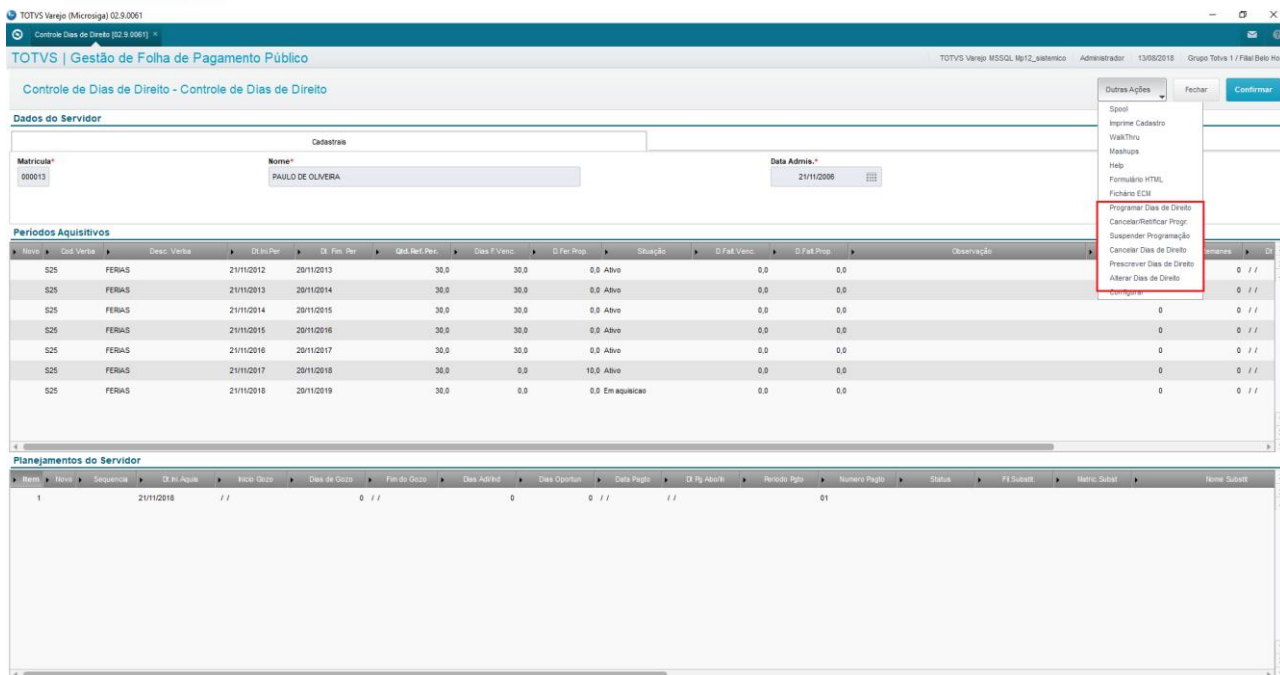 TOTVS Varejo (Microsiga) 02.9.0061
Controle Dias de Direito [02.9.0061] ×
TOTVS | Gestão de Folha de Pagamento Público
TOTVS Varejo MSSQL Mp12_sistemico Administrador 13/08/2018 Grupo Totvs 1 / Filial Belo Ho
Controle de Dias de Direito - Controle de Dias de Direito
Outras Ações Fechar Confirmar
Spool
Imprime Cadastro
WalkThru
Mashups
Help
Formulário HTML
Fichário ECM
Programar Dias de Direito
Cancelar/Retificar Progr.
Suspender Programação
Cancelar Dias de Direito
Prescrever Dias de Direito
Alterar Dias de Direito
Configurar
Dados do Servidor
Cadastrais
Matricula* Nome* Data Admis.*
000013 PAULO DE OLIVEIRA 21/11/2006
Períodos Aquisitivos
Novo Cod. Verba Desc. Verba Dt.Ini.Per Dt. Fim. Per Qtd.Ref.Per. Dias F.Venc. D.Fer.Prop. Situação D.Falt.Venc. D.Falt.Prop. Observação emanes Dt
S25 FERIAS 21/11/2012 20/11/2013 30,0 30,0 0,0 Ativo 0,0 0,0 0 / /
S25 FERIAS 21/11/2013 20/11/2014 30,0 30,0 0,0 Ativo 0,0 0,0 0 / /
S25 FERIAS 21/11/2014 20/11/2015 30,0 30,0 0,0 Ativo 0,0 0,0 0 0 / /
S25 FERIAS 21/11/2015 20/11/2016 30,0 30,0 0,0 Ativo 0,0 0,0 0 0 / /
S25 FERIAS 21/11/2016 20/11/2017 30,0 30,0 0,0 Ativo 0,0 0,0 0 0 / /
S25 FERIAS 21/11/2017 20/11/2018 30,0 0,0 10,0 Ativo 0,0 0,0 0 0 / /
S25 FERIAS 21/11/2018 20/11/2019 30,0 0,0 0,0 Em aquisicao 0,0 0,0 0 0 / /
Planejamentos do Servidor
Item Novo Sequencia Dt.Ini.Aquis Inicio Gozo Dias de Gozo Fim do Gozo Dias Adi/Ind Dias Oportun Data Pagto Dt Pg Abo/In Periodo Pgto Numero Pagto Status Fil.Substit. Matric.Subst Nome Substit
1 21/11/2018 / / 0 / / 0 0 / / / / 01